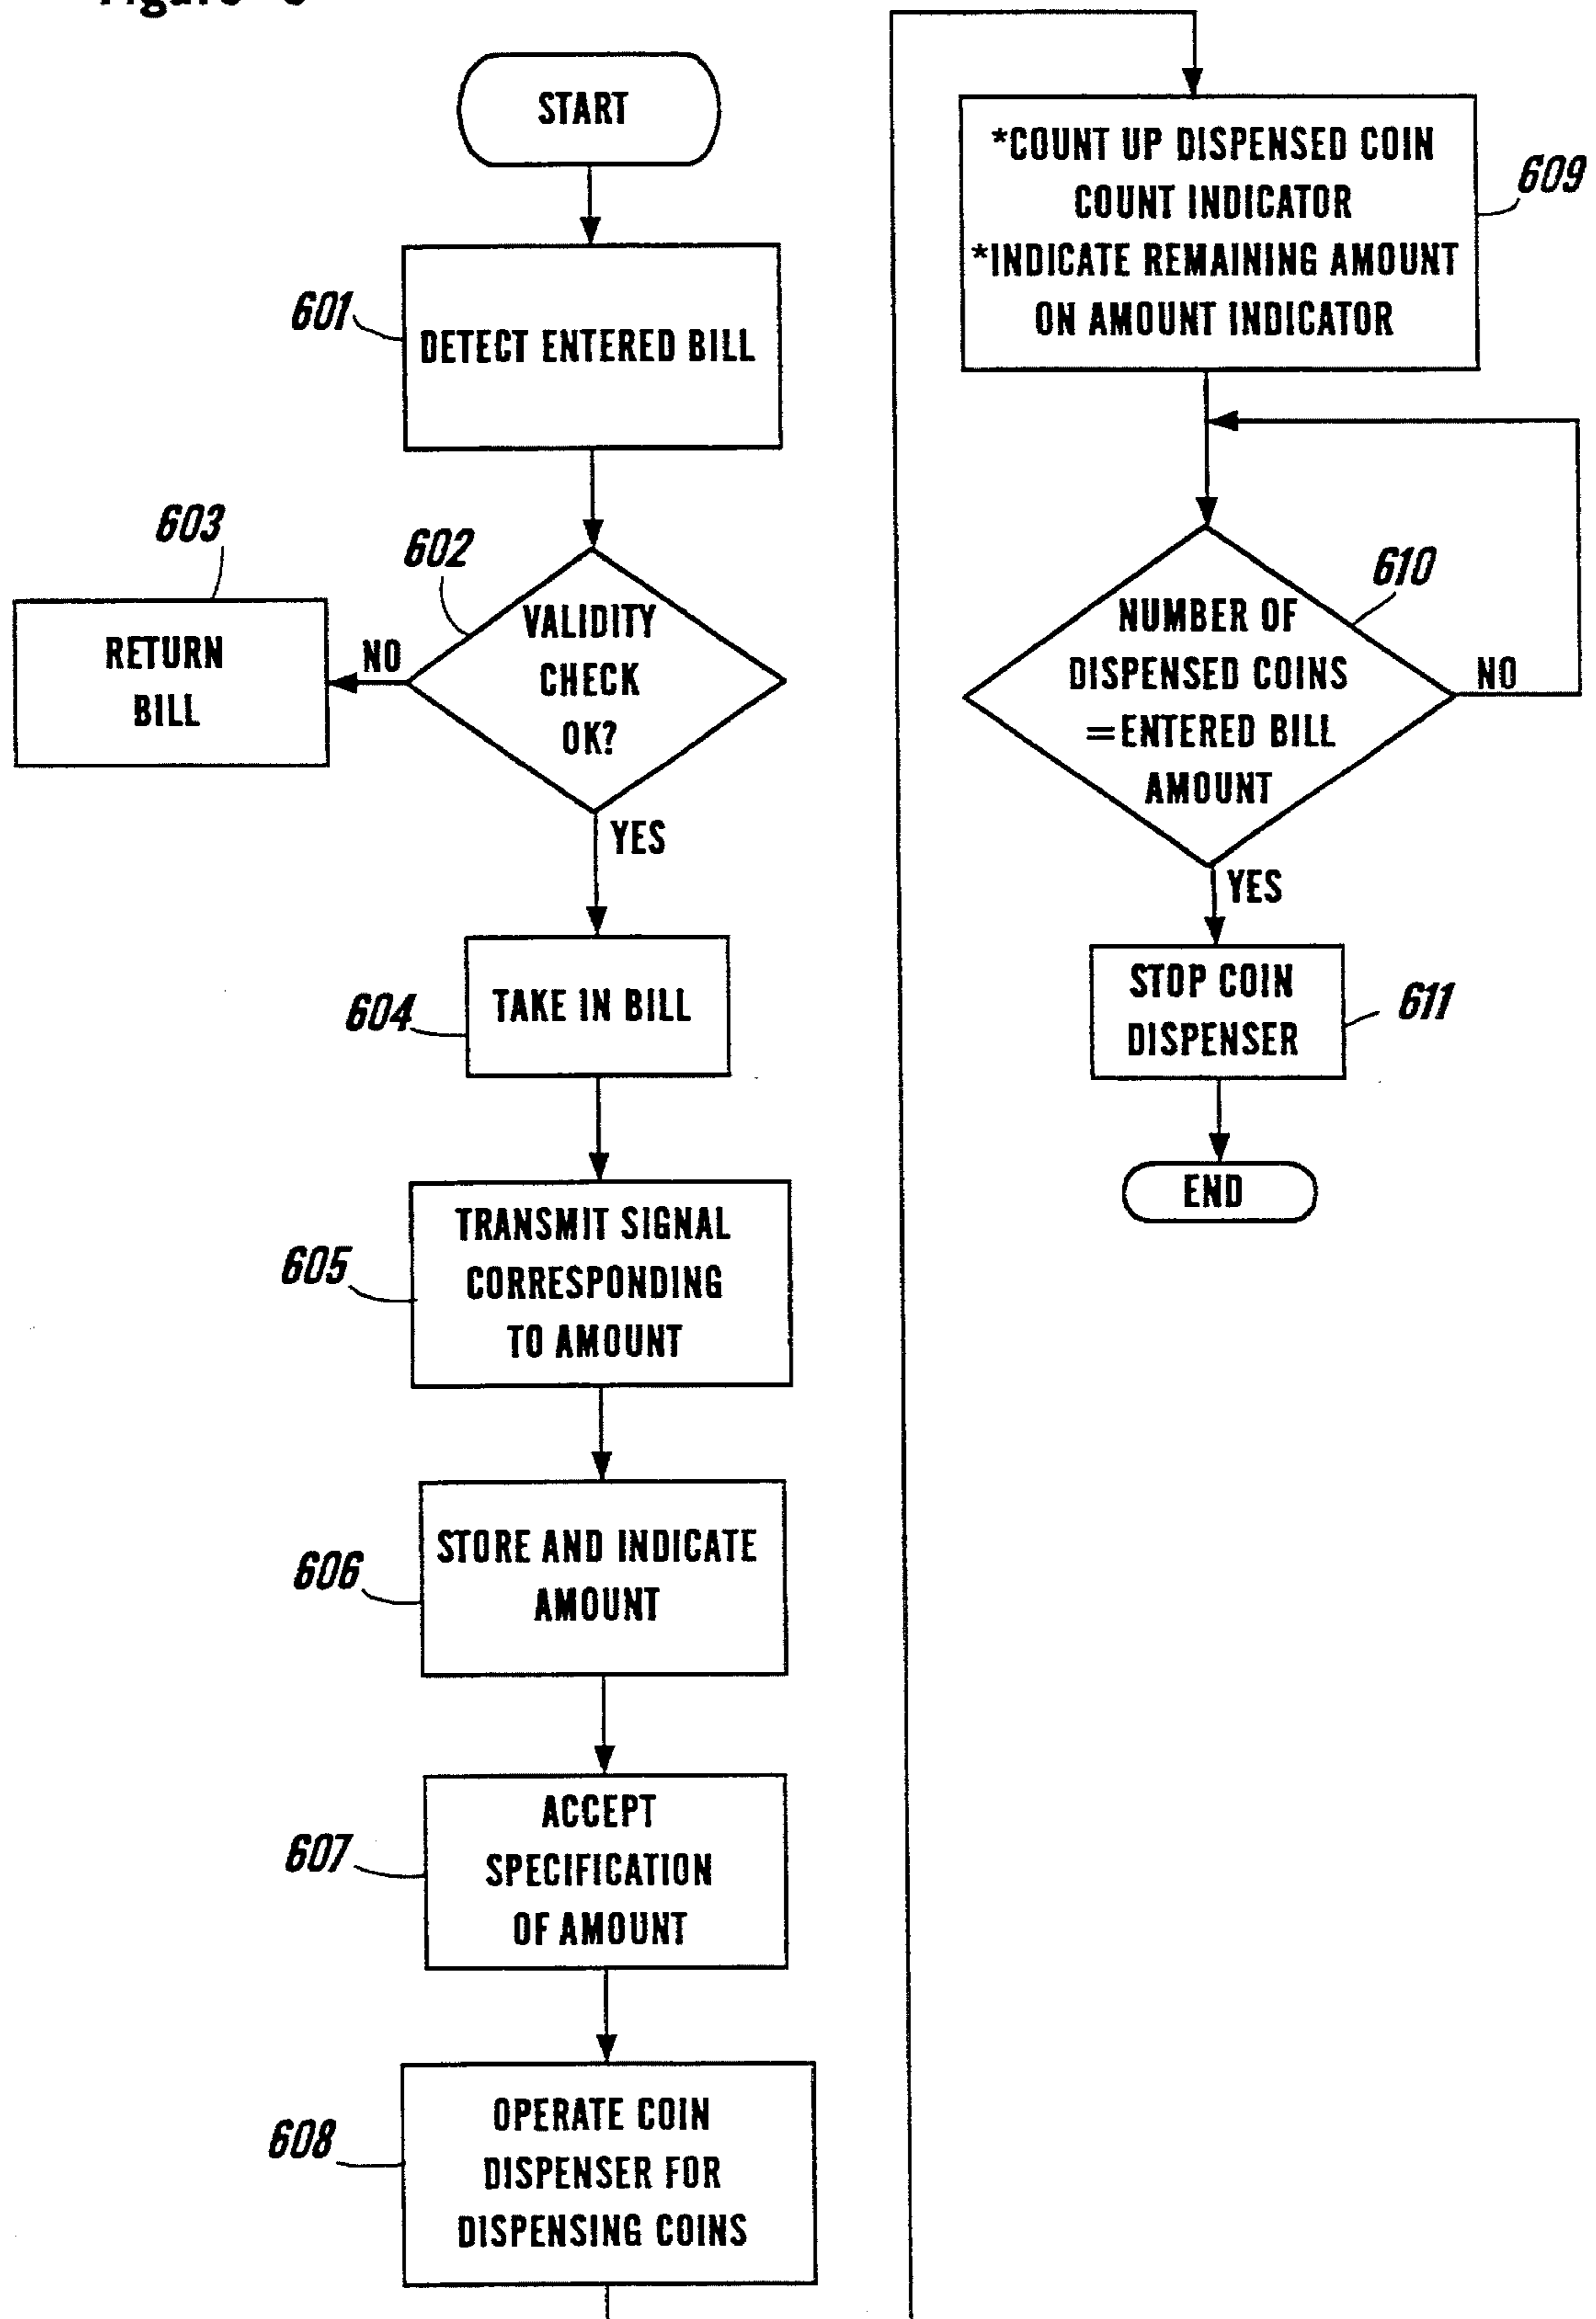 START
601
DETECT ENTERED BILL
603
602
RETURN
BILL
NO
VALIDITY
CHECK
OK?
YES
604
TAKE IN BILL
605
TRANSMIT SIGNAL
CORRESPONDING
TO AMOUNT
606
STORE AND INDICATE
AMOUNT
607
ACCEPT
SPECIFICATION
OF AMOUNT
608
OPERATE COIN
DISPENSER FOR
DISPENSING COINS
*COUNT UP DISPENSED COIN
COUNT INDICATOR
*INDICATE REMAINING AMOUNT
ON AMOUNT INDICATOR
609
610
NUMBER OF
DISPENSED COINS
=ENTERED BILL
AMOUNT
NO
YES
STOP COIN
DISPENSER
611
END